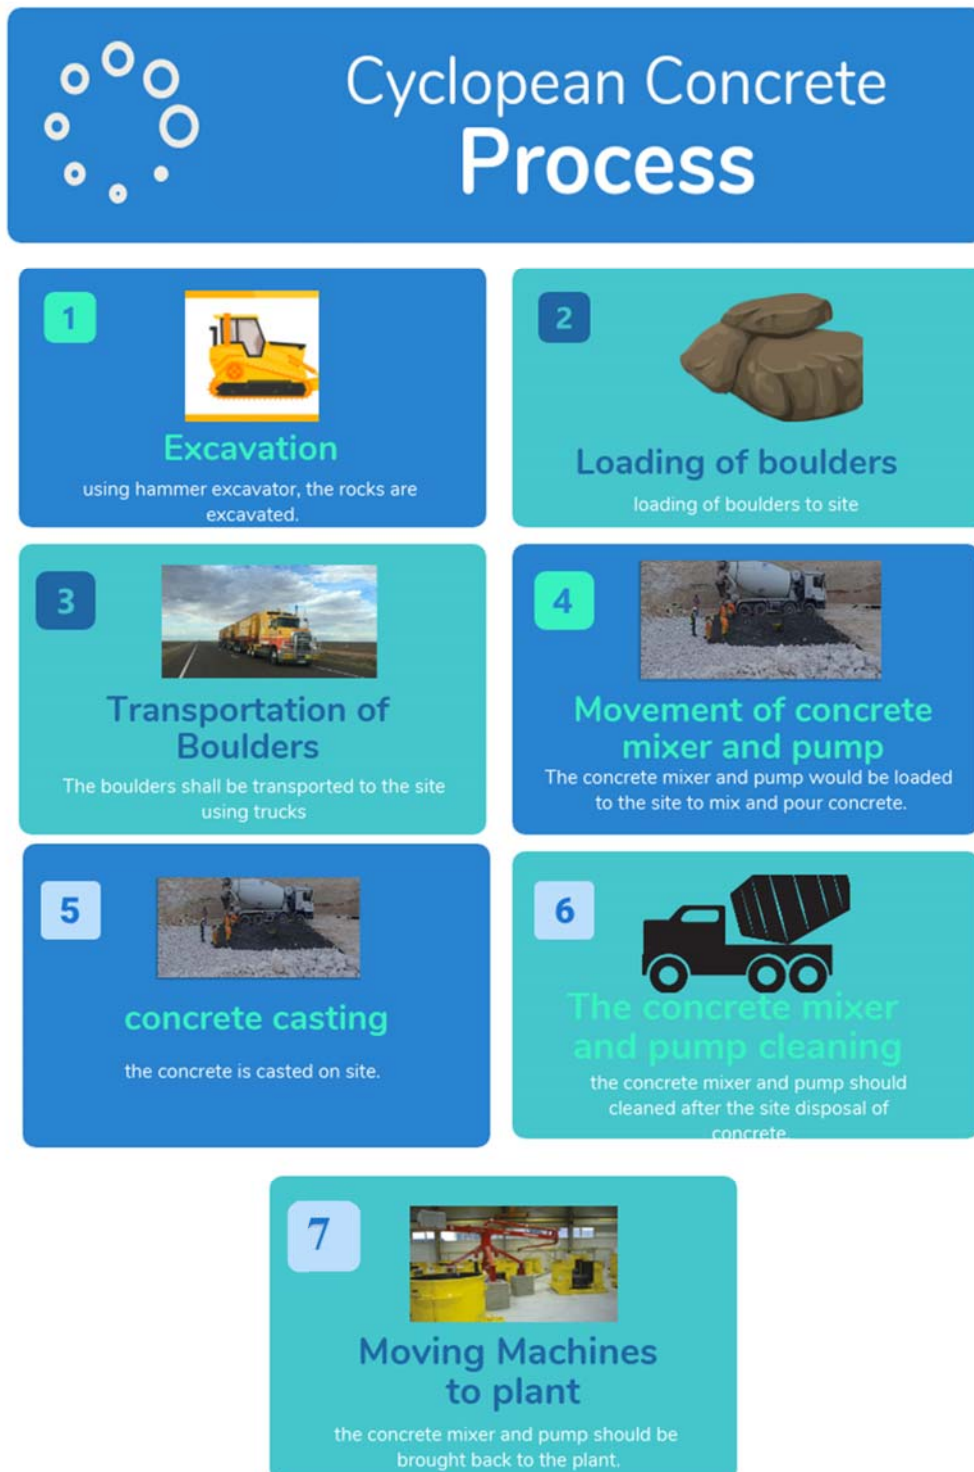 Cyclopean Concrete
Process
1
Excavation
using hammer excavator, the rocks are
excavated.
2
Loading of boulders
loading of boulders to site
3
Transportation of
Boulders
The boulders shall be transported to the site
using trucks
4
Movement of concrete
mixer and pump
The concrete mixer and pump would be loaded
to the site to mix and pour concrete.
5
concrete casting
the concrete is casted on site.
6
The concrete mixer
and pump cleaning
the concrete mixer and pump should
cleaned after the site disposal of
concrete.
7
Moving Machines
to plant
the concrete mixer and pump should be
brought back to the plant.